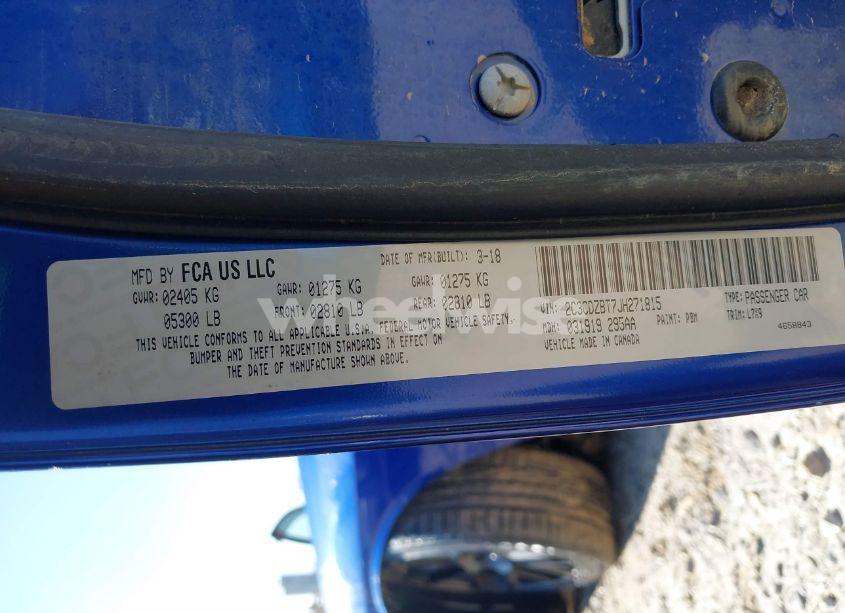 MFD BY FCA US LLC
DATE OF MFR(BUILT): 3-18
GVWR: 02405 KG
GAWR: 01275 KG
GAWR: 01275 KG
05300 LB
FRONT: 02810 LB
REAR: 02810 LB
THIS VEHICLE CONFORMS TO ALL APPLICABLE U.S.A. FEDERAL MOTOR VEHICLE SAFETY,
BUMPER AND THEFT PREVENTION STANDARDS IN EFFECT ON
THE DATE OF MANUFACTURE SHOWN ABOVE.
VIN: 2C3CDZBT7JH271815
TYPE: PASSENGER CAR
MDH: 031919 295AA
PAINT: PBM
TRIM: L7X9
VEHICLE MADE IN CANADA
4658843
wheelwise